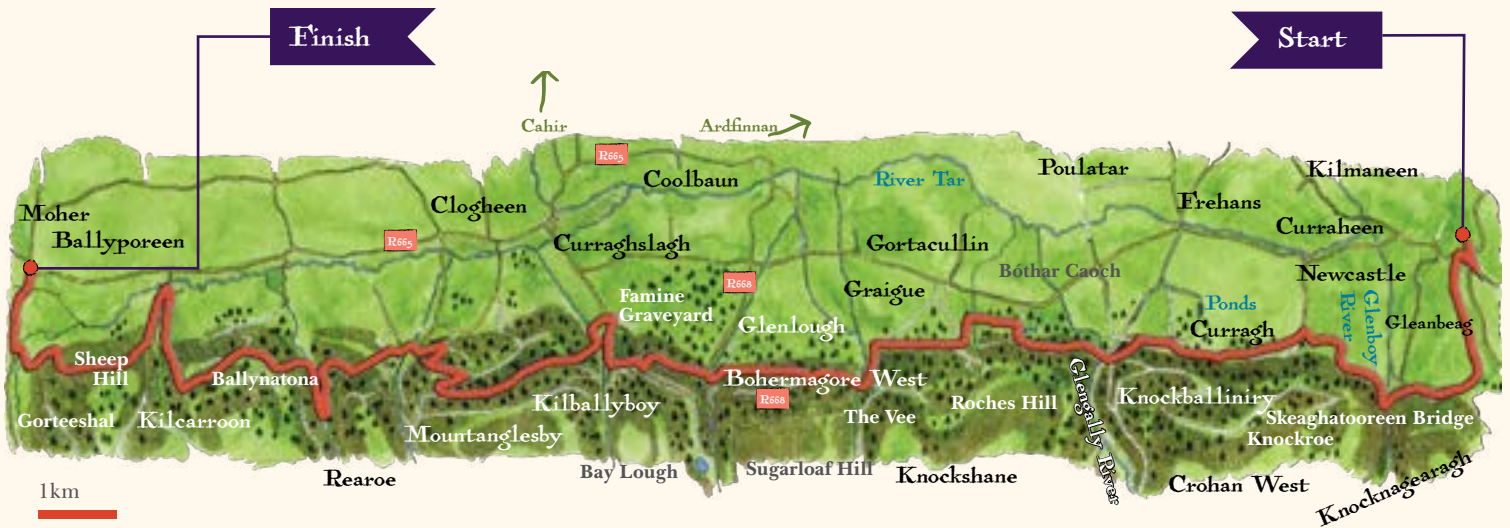 Finish
Start
Cahir
Ardfinnan
R665
Coolbaun
River Tar
Poulatar
Kilmaneen
Moher
Clogheen
Frehans
Ballyporeen
R665
Curraghslagh
Gortacullin
Curraheen
Bóthar Caoch
Newcastle
R668
Graigue
Famine
Graveyard
Ponds
Glenboy
River
Glenlough
Curragh
Gleanbeag
Sheep
Hill
Ballynatona
Bohermagore West
Glengally River
Knockballiniry
R668
Kilballyboy
The Vee
Roches Hill
Gorteeshal
Kilcarroon
Skeaghatooreen Bridge
Mountanglesby
Knockroe
Rearoe
Bay Lough
Sugarloaf Hill
Knockshane
Crohan West
Knocknagearagh
1km